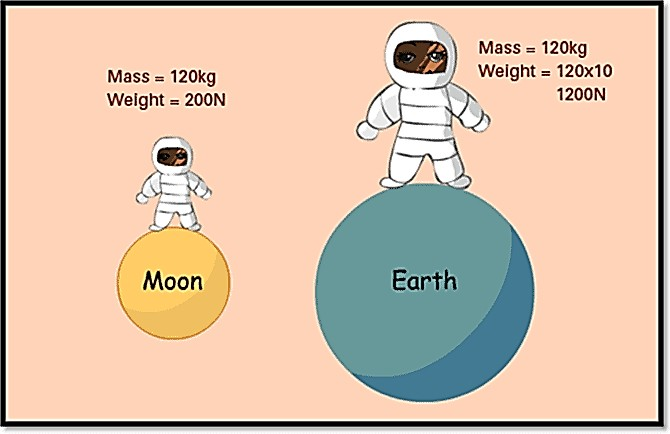 Mass = 120kg
Weight = 200N
Mass = 120kg
Weight = 120x10
1200N
Moon
Earth